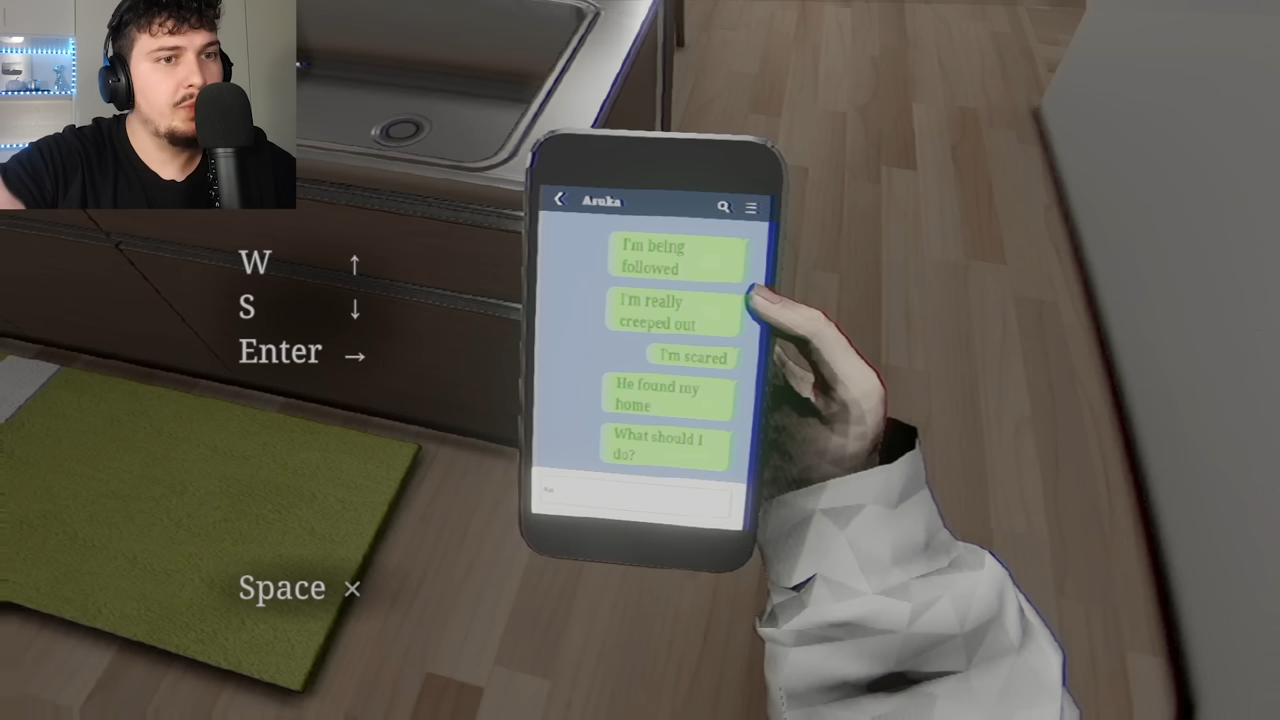 Asuka
I'm being
followed
I'm really
creeped out
I'm scared
He found my
home
What should I
do?
W ↑
S ↓
Enter →
Space ×